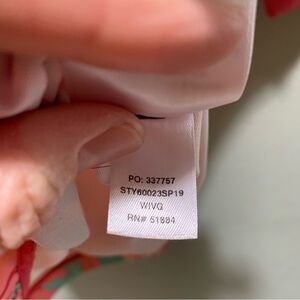 PO: 337757
STY60023SP19
WIVG
RN# 51884